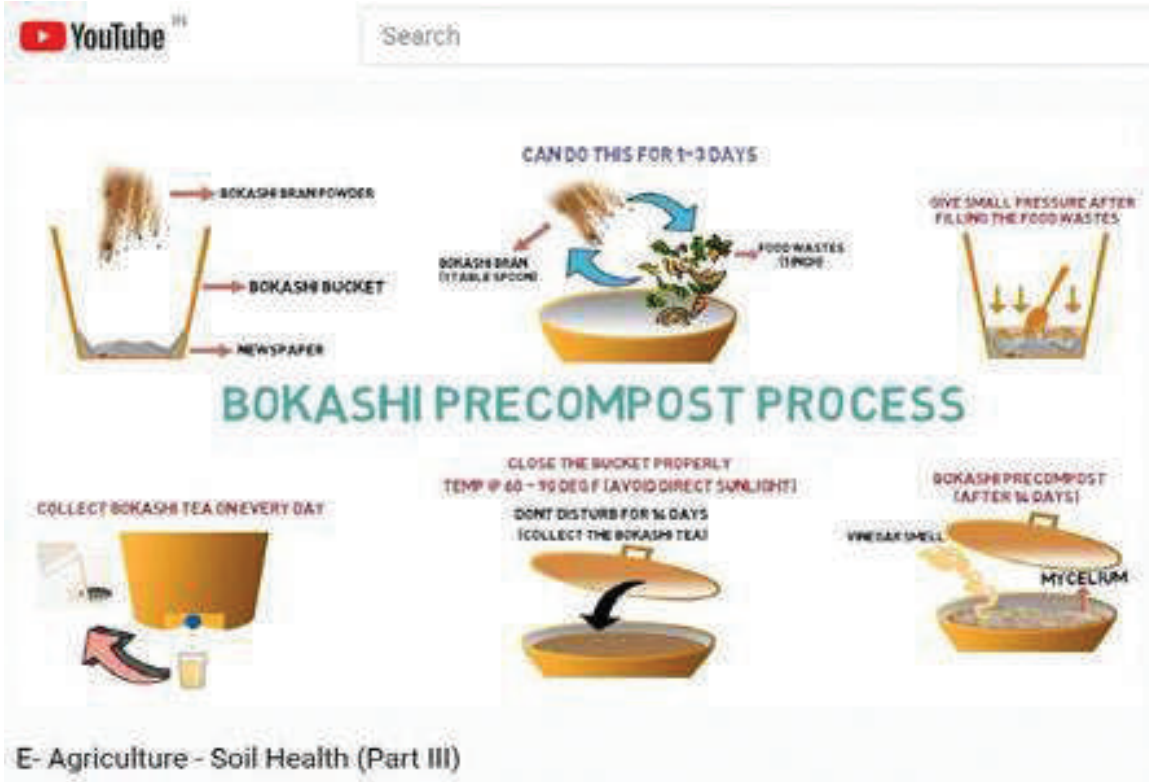 YouTube IN
Search
CAN DO THIS FOR 1-3 DAYS
BOKASHI BRAN POWDER
BOKASHI BUCKET
NEWSPAPER
BOKASHI BRAN
(1 TABLE SPOON)
FOOD WASTES
(3 INCH)
GIVE SMALL PRESSURE AFTER
FILLING THE FOOD WASTES
BOKASHI PRECOMPOST PROCESS
COLLECT BOKASHI TEA ON EVERY DAY
CLOSE THE BUCKET PROPERLY
TEMP @ 60 - 90 DEG F (AVOID DIRECT SUNLIGHT)
DONT DISTURB FOR 14 DAYS
(COLLECT THE BOKASHI TEA)
BOKASHI PRECOMPOST
(AFTER 14 DAYS)
VINEGAR SMELL
MYCELIUM
E- Agriculture - Soil Health (Part III)